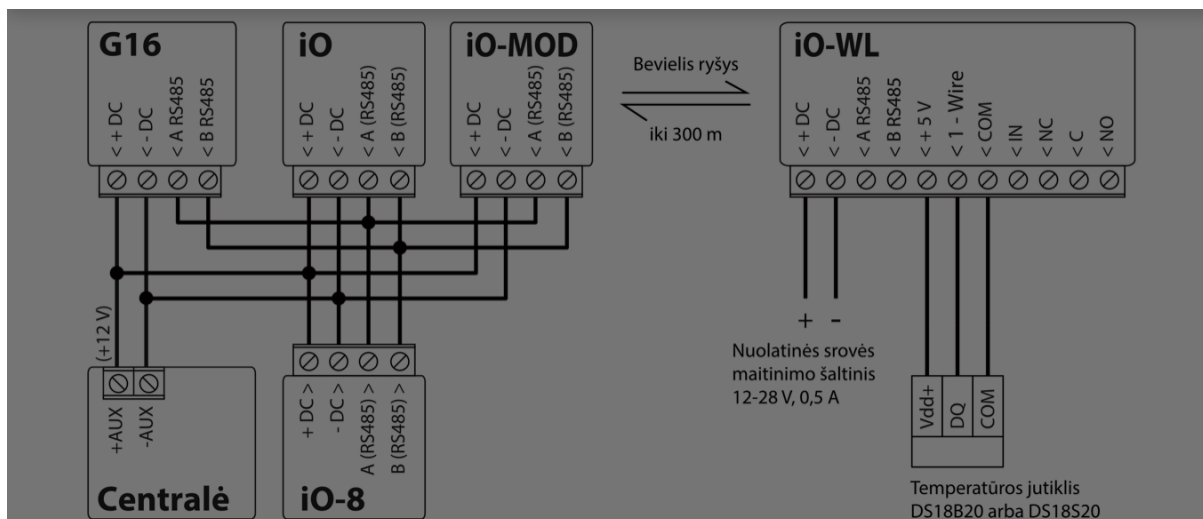 G16
< + DC
< - DC
< A RS485
< B RS485
iO
< + DC
< - DC
< A (RS485)
< B (RS485)
iO-MOD
< + DC
< - DC
< A (RS485)
< B (RS485)
Bevielis ryšys
iki 300 m
iO-WL
< + DC
< - DC
< A RS485
< B RS485
< + 5 V
< 1 - Wire
< COM
< IN
< NC
< C
< NO
(+12 V)
+AUX
-AUX
Centralė
+ DC >
- DC >
A (RS485) >
B (RS485) >
iO-8
+ -
Nuolatinės srovės
maitinimo šaltinis
12-28 V, 0,5 A
Vdd+
DQ
COM
Temperatūros jutiklis
DS18B20 arba DS18S20